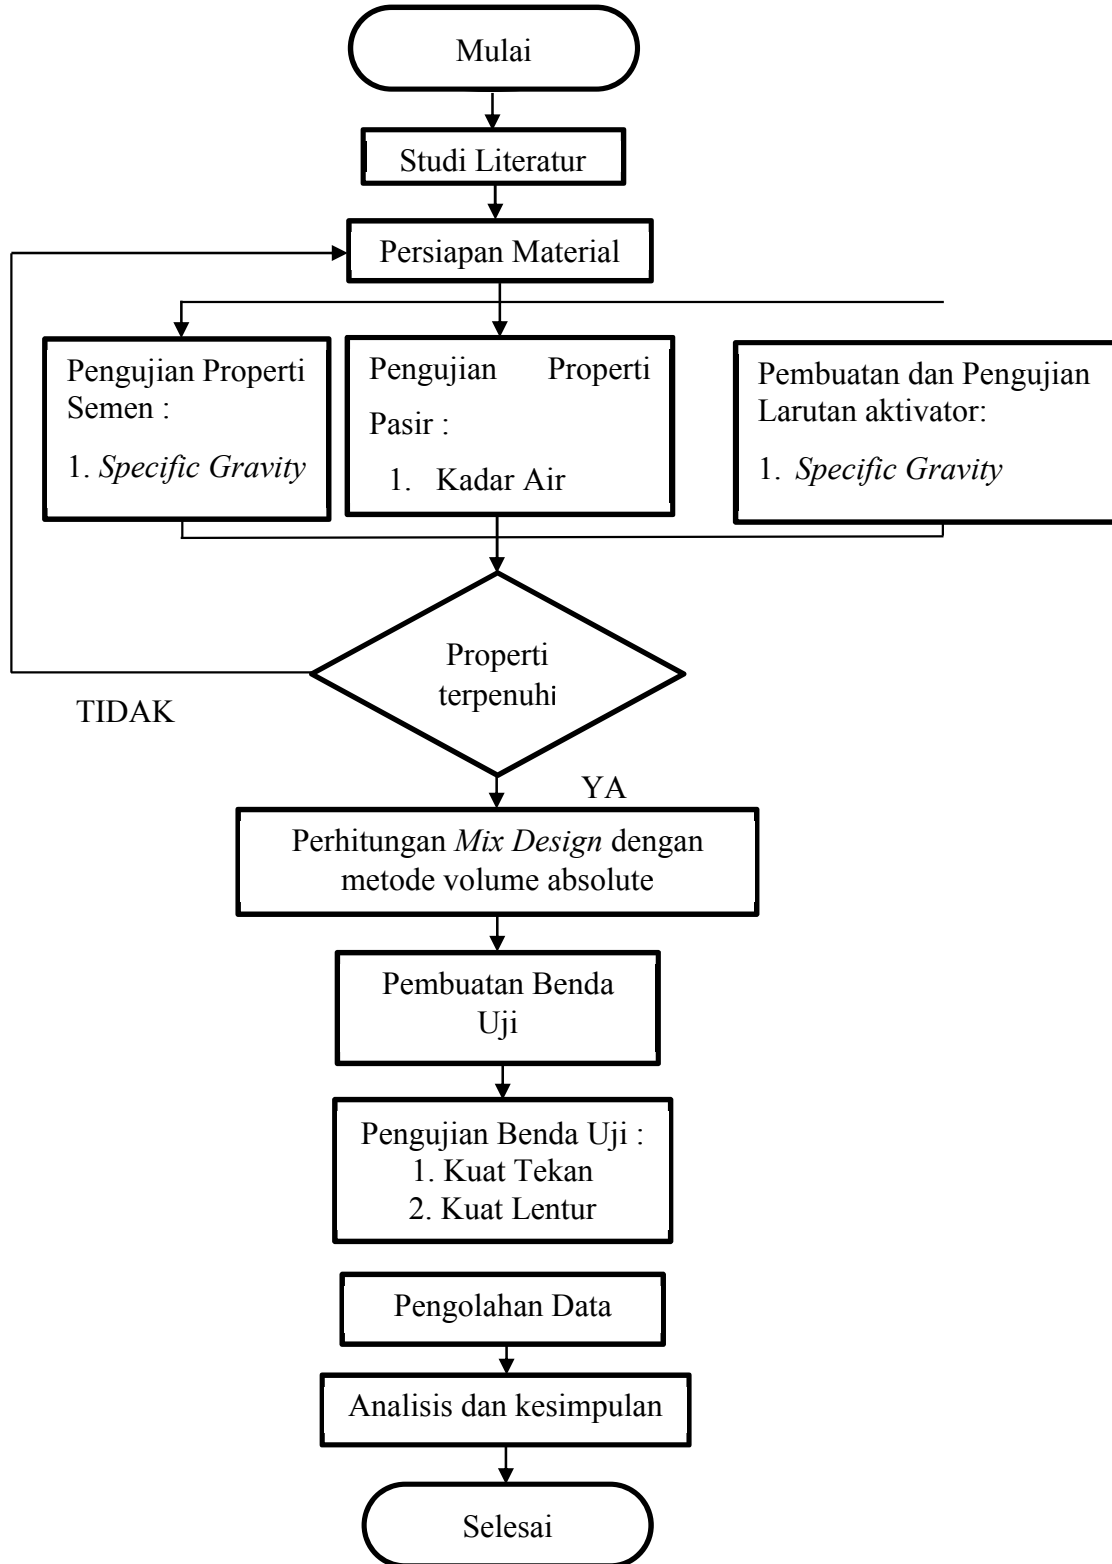 Mulai
Studi Literatur
Persiapan Material
Pengujian Properti
Semen :
1. Specific Gravity
Pengujian Properti
Pasir :
1. Kadar Air
Pembuatan dan Pengujian
Larutan aktivator:
1. Specific Gravity
Properti
terpenuhi
TIDAK
YA
Perhitungan Mix Design dengan
metode volume absolute
Pembuatan Benda
Uji
Pengujian Benda Uji :
1. Kuat Tekan
2. Kuat Lentur
Pengolahan Data
Analisis dan kesimpulan
Selesai